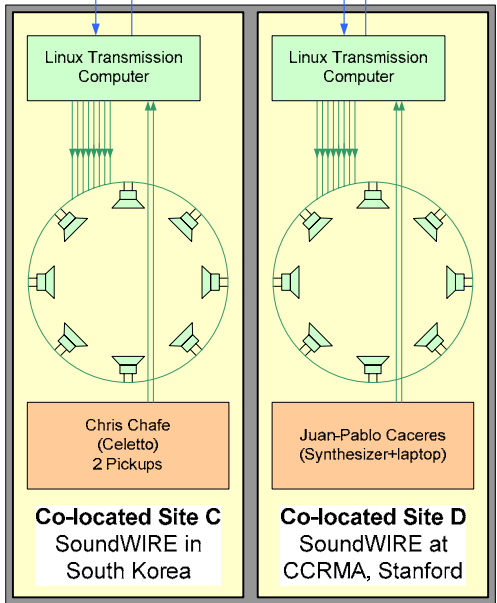 Linux Transmission
Computer
Chris Chafe
(Celetto)
2 Pickups
Co-located Site C
SoundWIRE in
South Korea
Linux Transmission
Computer
Juan-Pablo Caceres
(Synthesizer+laptop)
Co-located Site D
SoundWIRE at
CCRMA, Stanford